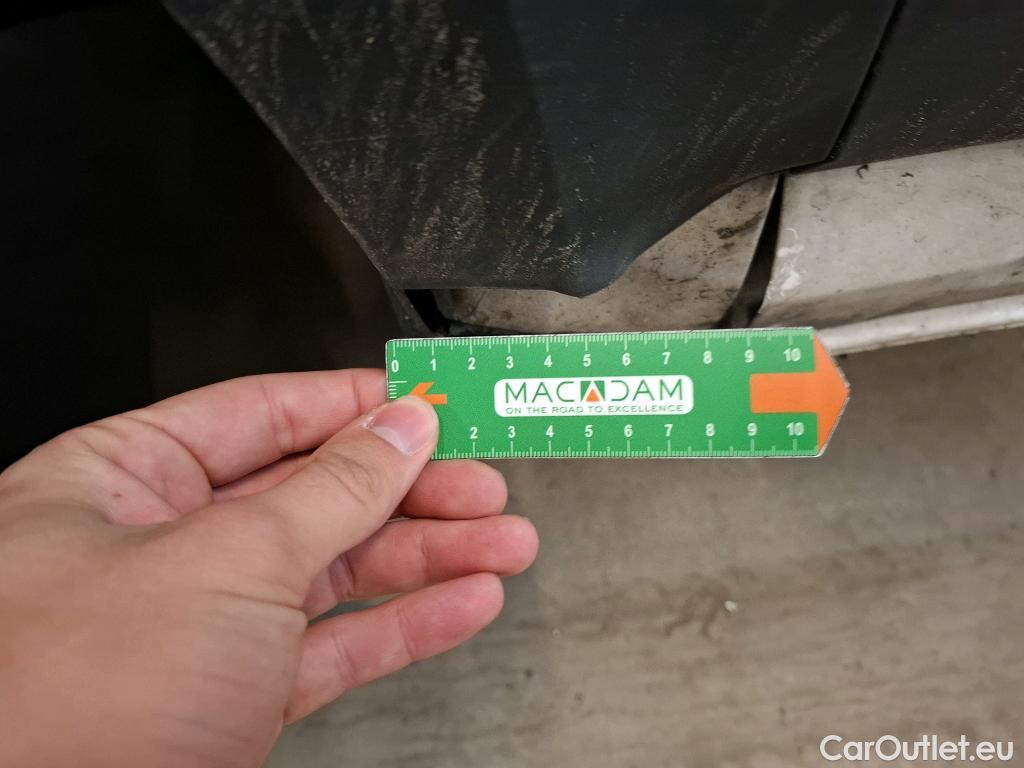 0 1 2 3 4 5 6 7 8 9 10
MACADAM
ON THE ROAD TO EXCELLENCE
2 3 4 5 6 7 8 9 10
CarOutlet.eu